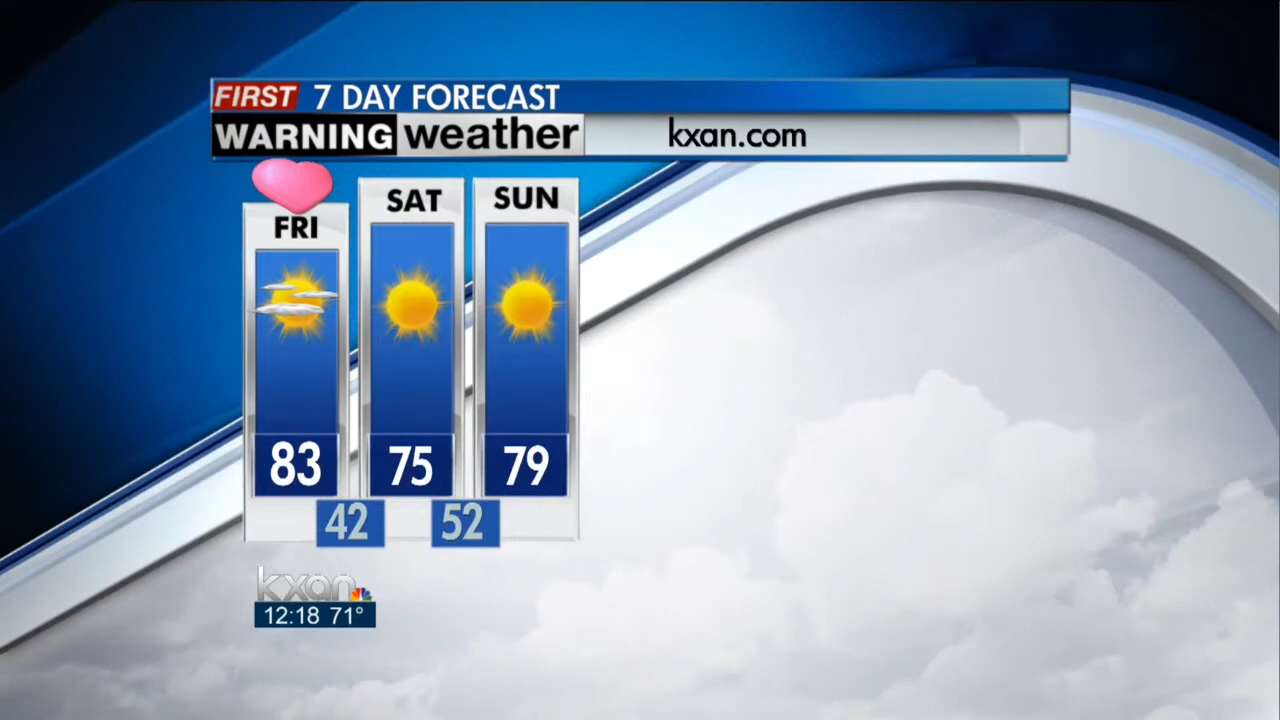 FIRST 7 DAY FORECAST
WARNING weather kxan.com
FRI SAT SUN
83 75 79
42 52
kxan
12:18 71°